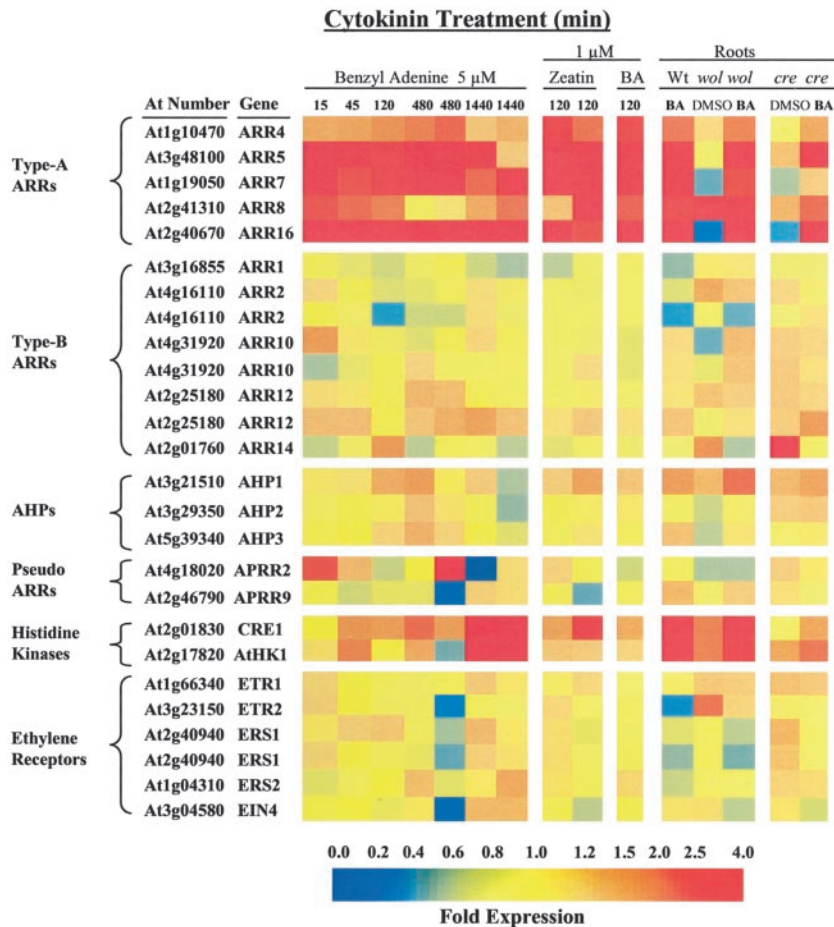 Cytokinin Treatment (min)
1 µM Roots
Benzyl Adenine 5 µM Zeatin BA Wt wol wol cre cre
BA DMSO BA DMSO BA
At Number Gene 15 45 120 480 480 1440 1440 120 120 120
Type-A ARRs
At1g10470 ARR4
At3g48100 ARR5
At1g19050 ARR7
At2g41310 ARR8
At2g40670 ARR16
Type-B ARRs
At3g16855 ARR1
At4g16110 ARR2
At4g16110 ARR2
At4g31920 ARR10
At4g31920 ARR10
At2g25180 ARR12
At2g25180 ARR12
At2g01760 ARR14
AHPs
At3g21510 AHP1
At3g29350 AHP2
At5g39340 AHP3
Pseudo ARRs
At4g18020 APRR2
At2g46790 APRR9
Histidine Kinases
At2g01830 CRE1
At2g17820 AtHK1
Ethylene Receptors
At1g66340 ETR1
At3g23150 ETR2
At2g40940 ERS1
At2g40940 ERS1
At1g04310 ERS2
At3g04580 EIN4
0.0 0.2 0.4 0.6 0.8 1.0 1.2 1.5 2.0 2.5 4.0
Fold Expression